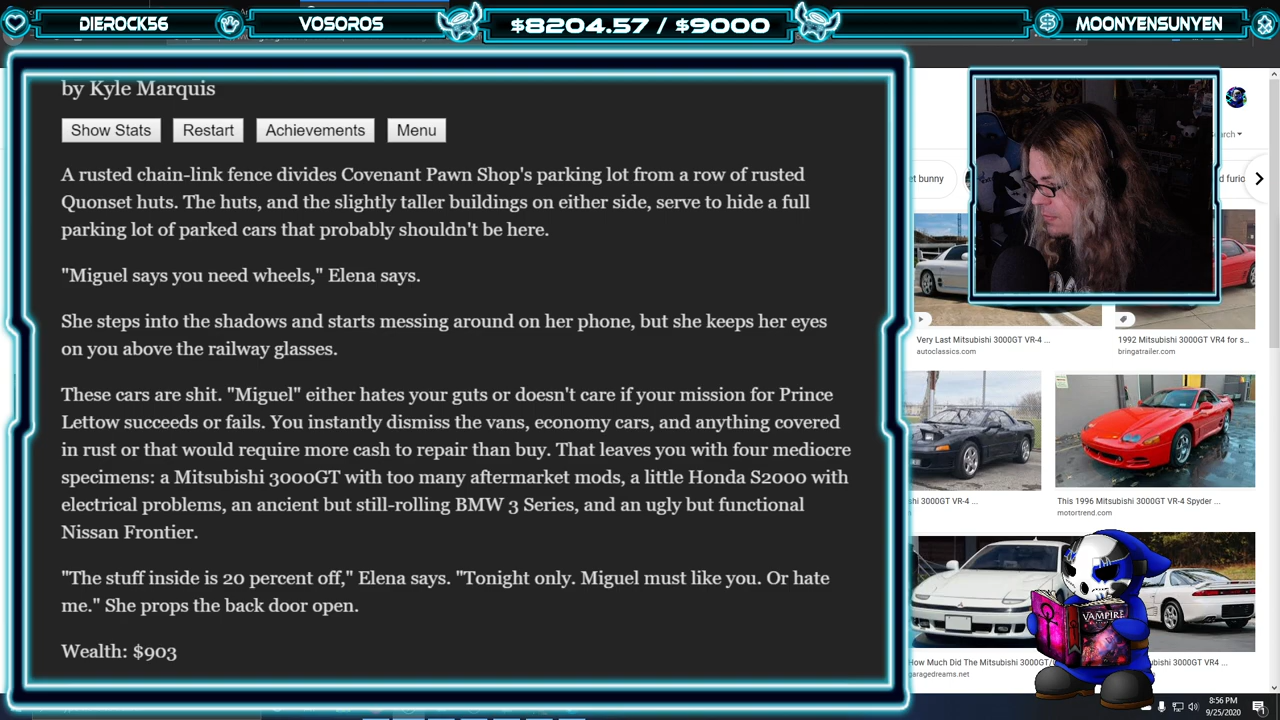 DIEROCK56
VOSOROS
$8204.57 / $9000
MOONYENSUNYEN
by Kyle Marquis
Show Stats
Restart
Achievements
Menu
A rusted chain-link fence divides Covenant Pawn Shop's parking lot from a row of rusted
Quonset huts. The huts, and the slightly taller buildings on either side, serve to hide a full
parking lot of parked cars that probably shouldn't be here.
"Miguel says you need wheels," Elena says.
She steps into the shadows and starts messing around on her phone, but she keeps her eyes
on you above the railway glasses.
These cars are shit. "Miguel" either hates your guts or doesn't care if your mission for Prince
Lettow succeeds or fails. You instantly dismiss the vans, economy cars, and anything covered
in rust or that would require more cash to repair than buy. That leaves you with four mediocre
specimens: a Mitsubishi 3000GT with too many aftermarket mods, a little Honda S2000 with
electrical problems, an ancient but still-rolling BMW 3 Series, and an ugly but functional
Nissan Frontier.
"The stuff inside is 20 percent off," Elena says. "Tonight only. Miguel must like you. Or hate
me." She props the back door open.
Wealth: $903
bunny
Very Last Mitsubishi 3000GT VR-4 ...
autoclassics.com
1992 Mitsubishi 3000GT VR-4 for s...
bringatrailer.com
3000GT VR-4 ...
This 1996 Mitsubishi 3000GT VR-4 Spyder ...
motortrend.com
VAMPIRE
How Much Did The Mitsubishi 3000GT/
garagedreams.net
3000GT VR4 ...
8:56 PM
9/25/2020